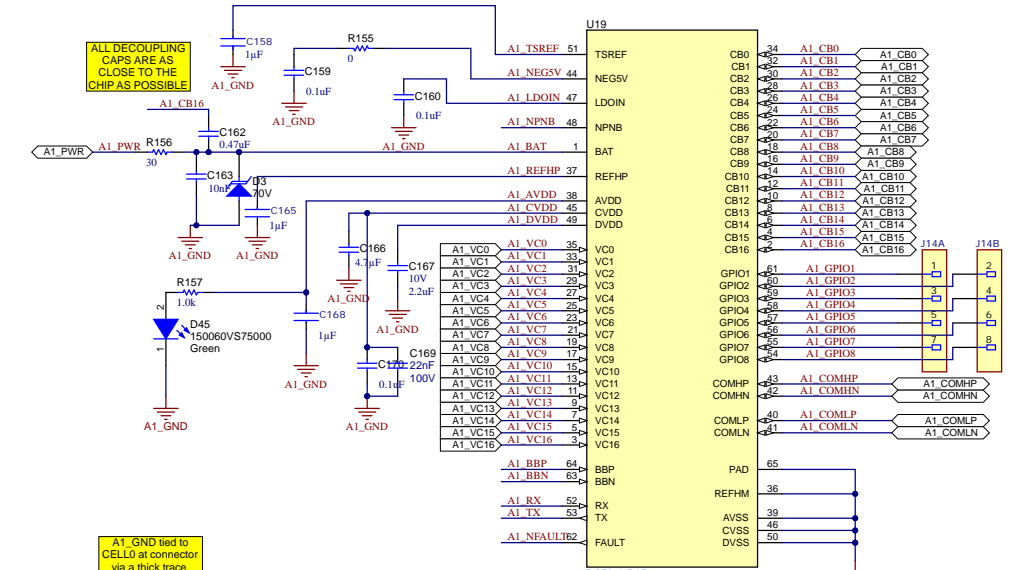 U19
ALL DECOUPLING
CAPS ARE AS
CLOSE TO THE
CHIP AS POSSIBLE
C158
1µF
A1_GND
R155
0
C159
0.1uF
A1_GND
C160
0.1uF
A1_GND
A1_CB16
C162
0.47uF
A1_PWR
A1_PWR
R156
30
C163
10nF
D3
70V
A1_GND
C165
1µF
A1_GND
C166
4.7µF
A1_GND
C167
10V
2.2uF
A1_GND
R157
1.0k
2
1
D45
150060VS75000
Green
A1_GND
C168
1µF
A1_GND
C170
0.1uF
C169
22nF
100V
A1_GND
A1_TSREF 51 TSREF
A1_NEG5V 44 NEG5V
A1_LDOIN 47 LDOIN
A1_NPNB 48 NPNB
A1_BAT 1 BAT
A1_REFHP 37 REFHP
A1_AVDD 38 AVDD
A1_CVDD 45 CVDD
A1_DVDD 49 DVDD
A1_VC0 A1_VC0 35 VC0
A1_VC1 A1_VC1 33 VC1
A1_VC2 A1_VC2 31 VC2
A1_VC3 A1_VC3 29 VC3
A1_VC4 A1_VC4 27 VC4
A1_VC5 A1_VC5 25 VC5
A1_VC6 A1_VC6 23 VC6
A1_VC7 A1_VC7 21 VC7
A1_VC8 A1_VC8 19 VC8
A1_VC9 A1_VC9 17 VC9
A1_VC10 A1_VC10 15 VC10
A1_VC11 A1_VC11 13 VC11
A1_VC12 A1_VC12 11 VC12
A1_VC13 A1_VC13 9 VC13
A1_VC14 A1_VC14 7 VC14
A1_VC15 A1_VC15 5 VC15
A1_VC16 A1_VC16 3 VC16
A1_BBP 64 BBP
A1_BBN 63 BBN
A1_RX 52 RX
A1_TX 53 TX
A1_NFAULT 62 FAULT
CB0 34 A1_CB0 A1_CB0
CB1 32 A1_CB1 A1_CB1
CB2 30 A1_CB2 A1_CB2
CB3 28 A1_CB3 A1_CB3
CB4 26 A1_CB4 A1_CB4
CB5 24 A1_CB5 A1_CB5
CB6 22 A1_CB6 A1_CB6
CB7 20 A1_CB7 A1_CB7
CB8 18 A1_CB8 A1_CB8
CB9 16 A1_CB9 A1_CB9
CB10 14 A1_CB10 A1_CB10
CB11 12 A1_CB11 A1_CB11
CB12 10 A1_CB12 A1_CB12
CB13 8 A1_CB13 A1_CB13
CB14 6 A1_CB14 A1_CB14
CB15 4 A1_CB15 A1_CB15
CB16 2 A1_CB16 A1_CB16
J14A J14B
GPIO1 61 A1_GPIO1 1 2
GPIO2 60 A1_GPIO2
GPIO3 59 A1_GPIO3 3 4
GPIO4 58 A1_GPIO4
GPIO5 57 A1_GPIO5 5 6
GPIO6 56 A1_GPIO6
GPIO7 55 A1_GPIO7 7 8
GPIO8 54 A1_GPIO8
COMHP 43 A1_COMHP A1_COMHP
COMHN 42 A1_COMHN A1_COMHN
COMLP 40 A1_COMLP A1_COMLP
COMLN 41 A1_COMLN A1_COMLN
PAD 65
REFHM 36
AVSS 39
CVSS 46
DVSS 50
A1_GND tied to
CELL0 at connector
via a thick trace